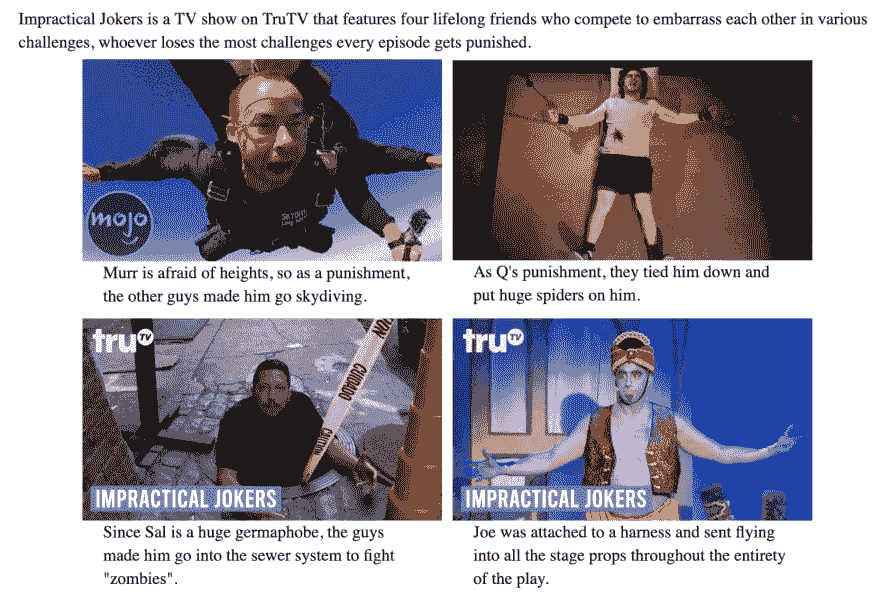 Impractical Jokers is a TV show on TruTV that features four lifelong friends who compete to embarrass each other in various
challenges, whoever loses the most challenges every episode gets punished.
mojo
Murr is afraid of heights, so as a punishment,
the other guys made him go skydiving.
As Q's punishment, they tied him down and
put huge spiders on him.
truTV
CUIDADO
IMPRACTICAL JOKERS
truTV
IMPRACTICAL JOKERS
Since Sal is a huge germaphobe, the guys
made him go into the sewer system to fight
"zombies".
Joe was attached to a harness and sent flying
into all the stage props throughout the entirety
of the play.